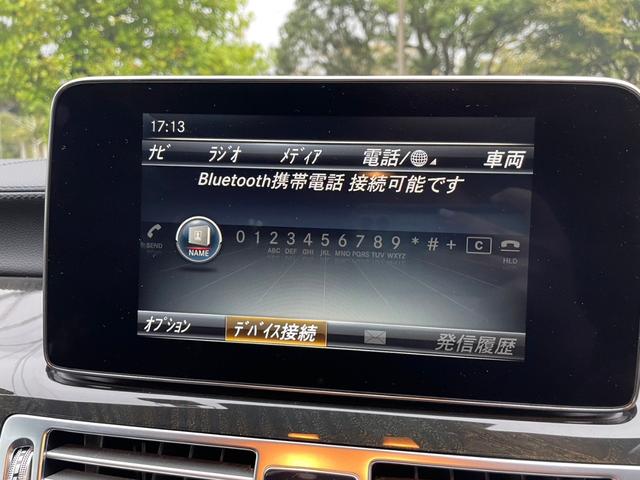 17:13
ナビ ラジオ メディア 電話/ 車両
Bluetooth携帯電話 接続可能です
SEND NAME 0 1 2 3 4 5 6 7 8 9 * # + C HLD
ABC DEF GHI JKL MNO PQR TUV WXY
オプション デバイス接続 発信履歴